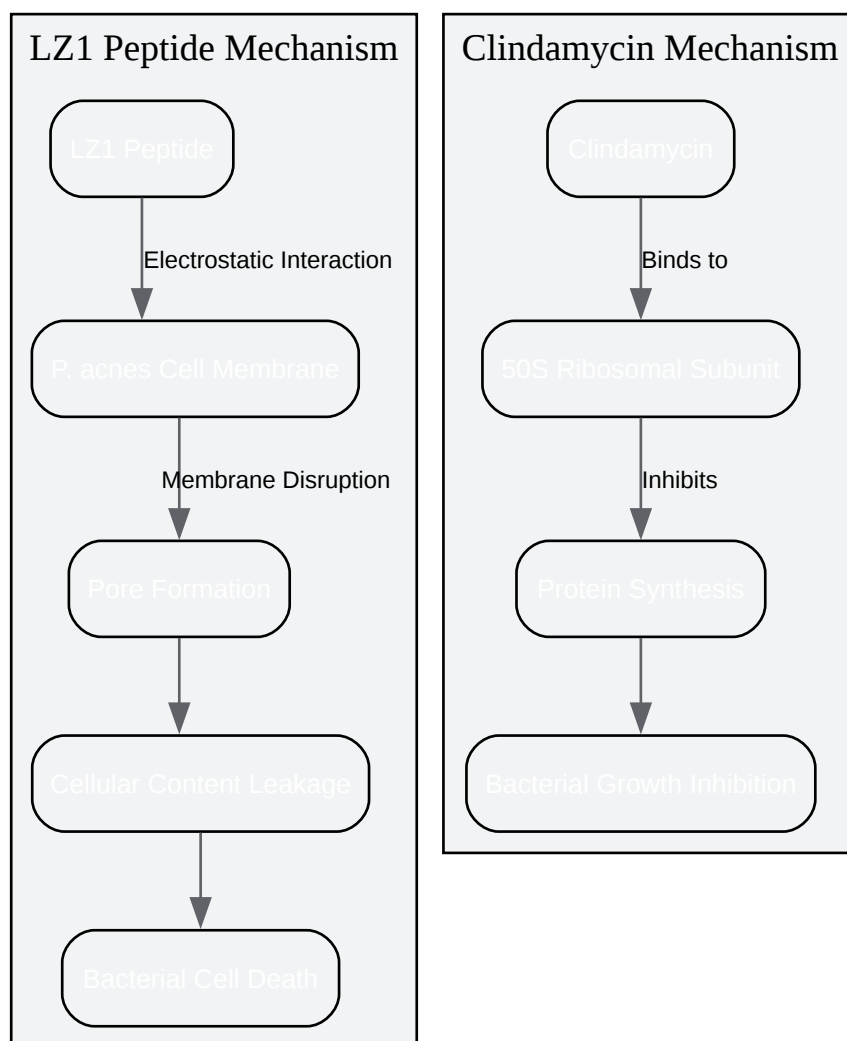 LZ1 Peptide Mechanism
LZ1 Peptide
Electrostatic Interaction
P. acnes Cell Membrane
Membrane Disruption
Pore Formation
Cellular Content Leakage
Bacterial Cell Death
Clindamycin Mechanism
Clindamycin
Binds to
50S Ribosomal Subunit
Inhibits
Protein Synthesis
Bacterial Growth Inhibition